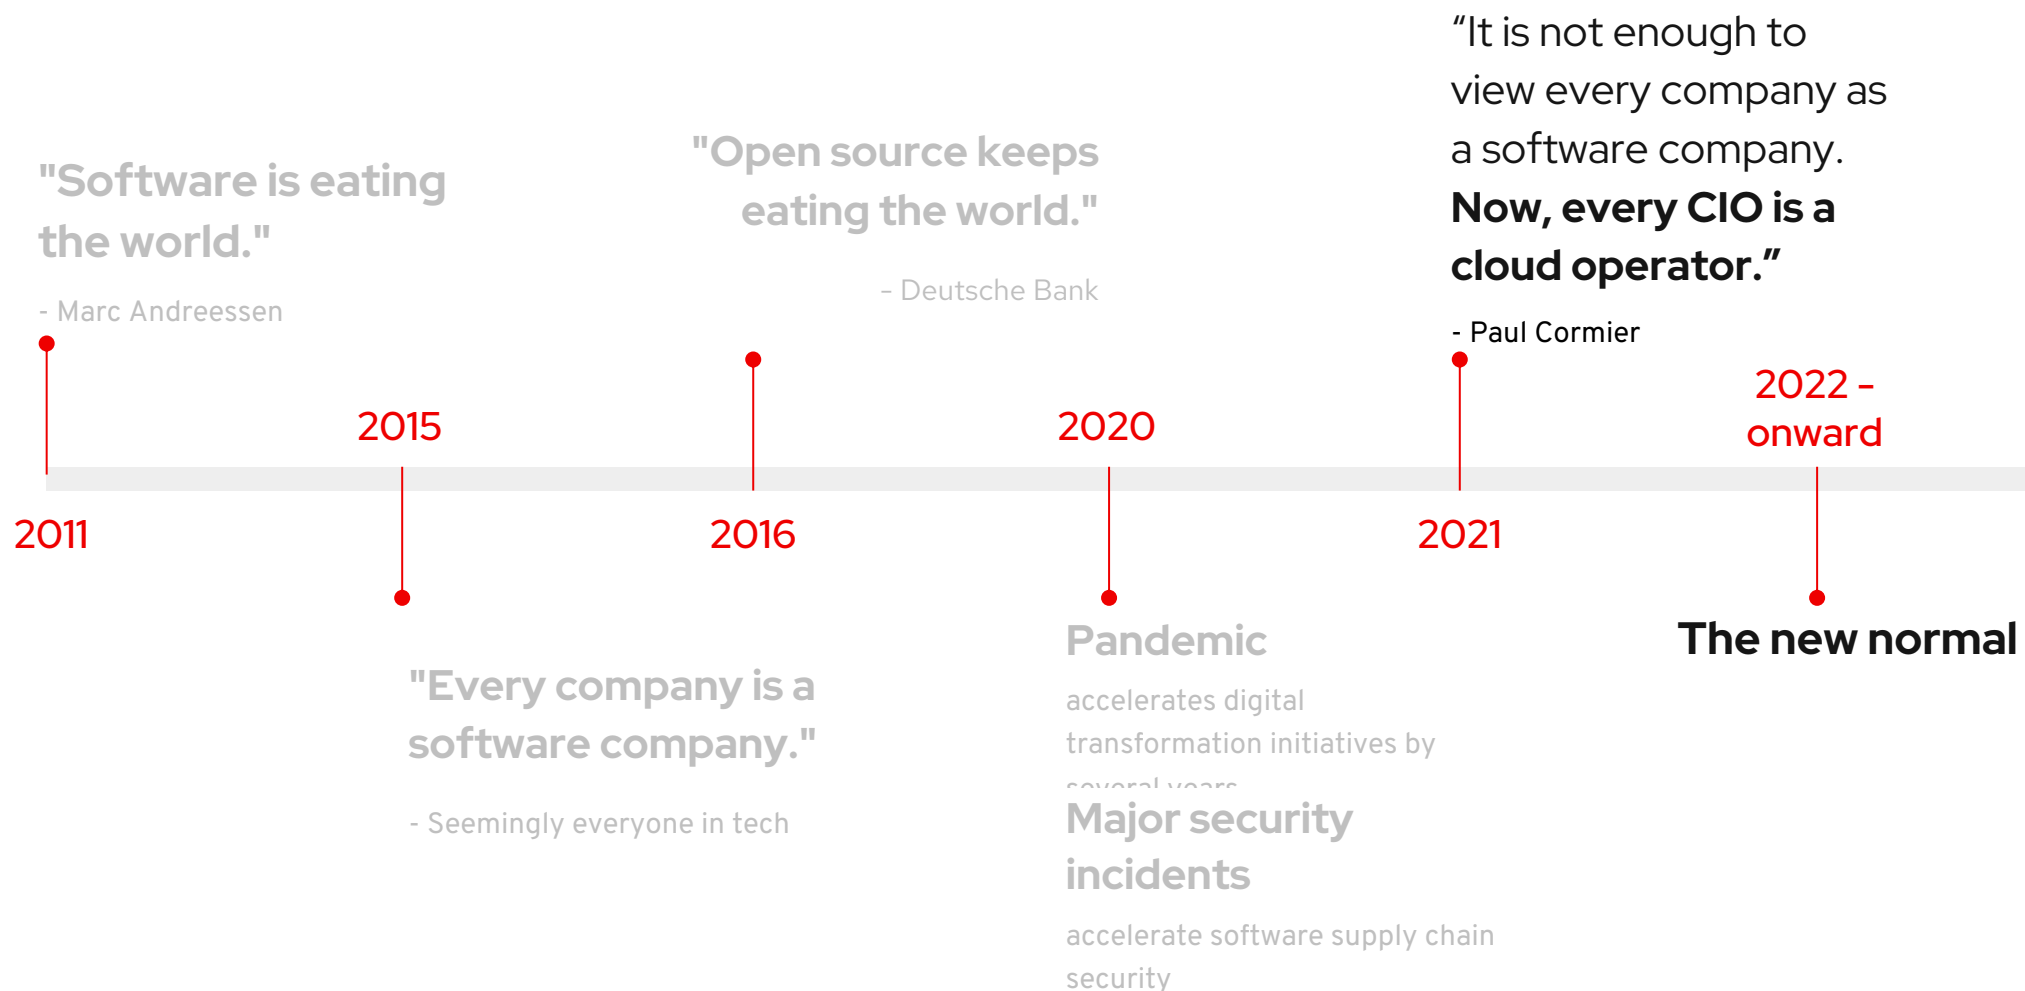 "Software is eating
the world."
- Marc Andreessen
2011
2015
"Every company is a
software company."
- Seemingly everyone in tech
"Open source keeps
eating the world."
- Deutsche Bank
2016
2020
Pandemic
accelerates digital
transformation initiatives by
several years
Major security
incidents
accelerate software supply chain
security
“It is not enough to
view every company as
a software company.
Now, every CIO is a
cloud operator.”
- Paul Cormier
2021
2022 -
onward
The new normal